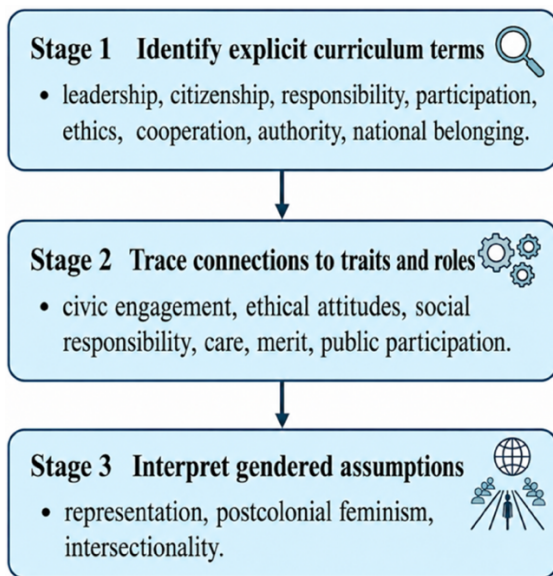 Stage 1 Identify explicit curriculum terms
• leadership, citizenship, responsibility, participation,
ethics, cooperation, authority, national belonging.
Stage 2 Trace connections to traits and roles
• civic engagement, ethical attitudes, social
responsibility, care, merit, public participation.
Stage 3 Interpret gendered assumptions
• representation, postcolonial feminism,
intersectionality.